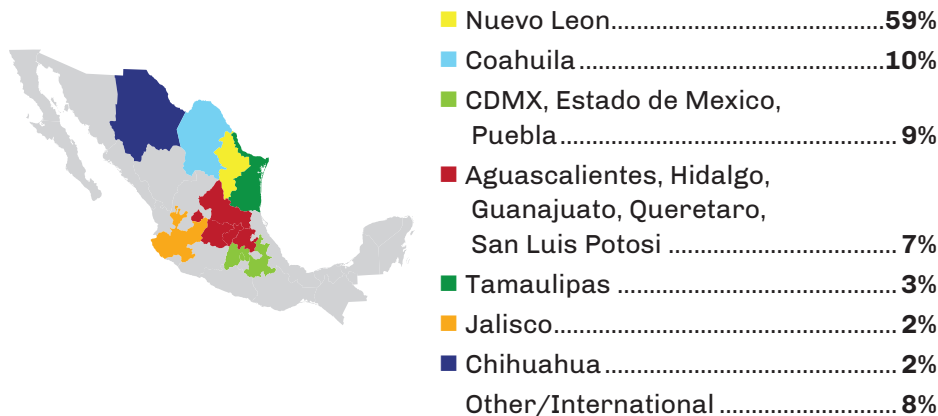 Nuevo Leon..............................59%
Coahuila...................................10%
CDMX, Estado de Mexico,
Puebla........................................ 9%
Aguascalientes, Hidalgo,
Guanajuato, Queretaro,
San Luis Potosi ........................... 7%
Tamaulipas ................................. 3%
Jalisco......................................... 2%
Chihuahua................................... 2%
Other/International ..................... 8%